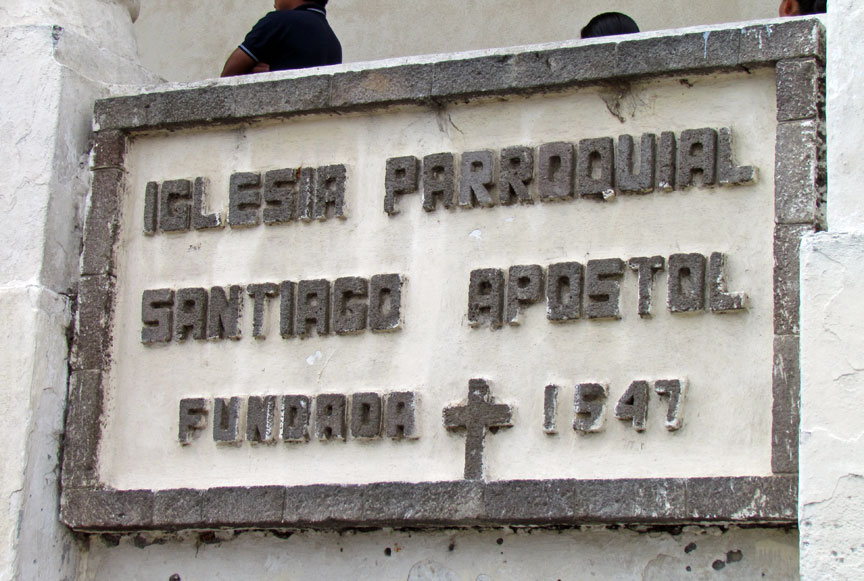 IGLESIA PARROQUIAL
SANTIAGO APOSTOL
FUNDADA 1547